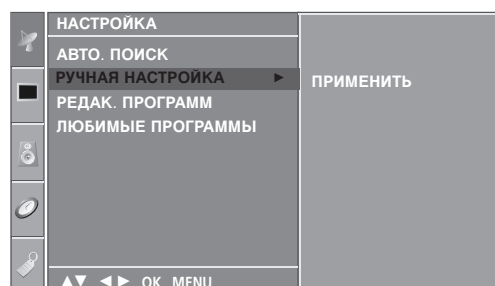 НАСТРОЙКА
АВТО. ПОИСК
РУЧНАЯ НАСТРОЙКА ►
ПРИМЕНИТЬ
РЕДАК. ПРОГРАММ
ЛЮБИМЫЕ ПРОГРАММЫ
▲▼ ◄► OK MENU